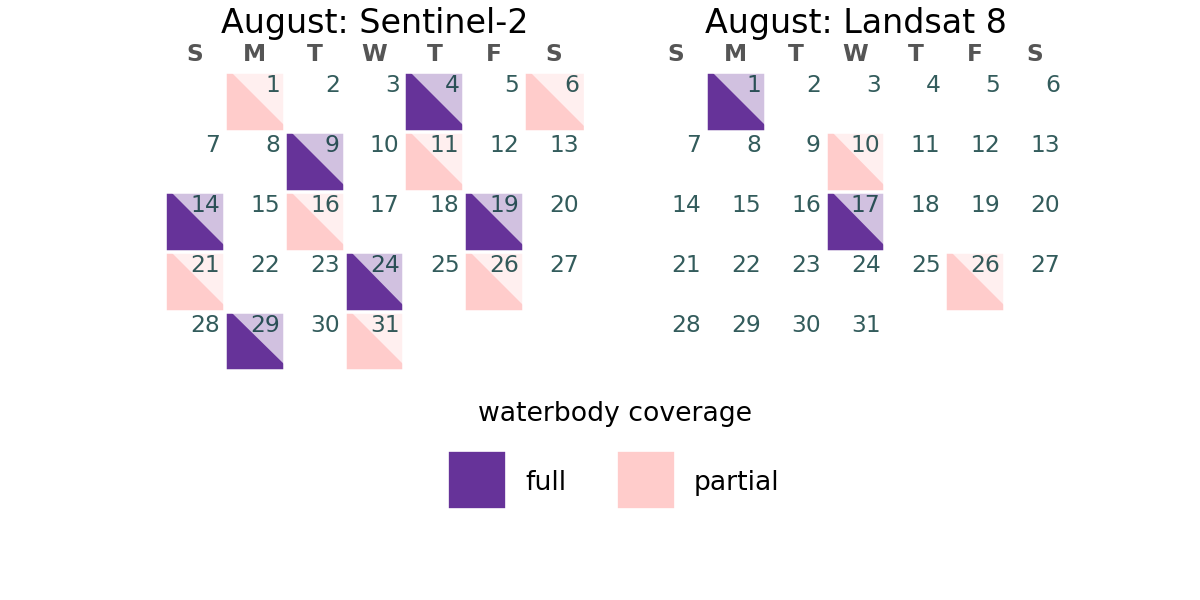 August: Sentinel-2
S M T W T F S
1 2 3 4 5 6
7 8 9 10 11 12 13
14 15 16 17 18 19 20
21 22 23 24 25 26 27
28 29 30 31
August: Landsat 8
S M T W T F S
1 2 3 4 5 6
7 8 9 10 11 12 13
14 15 16 17 18 19 20
21 22 23 24 25 26 27
28 29 30 31
waterbody coverage
full partial